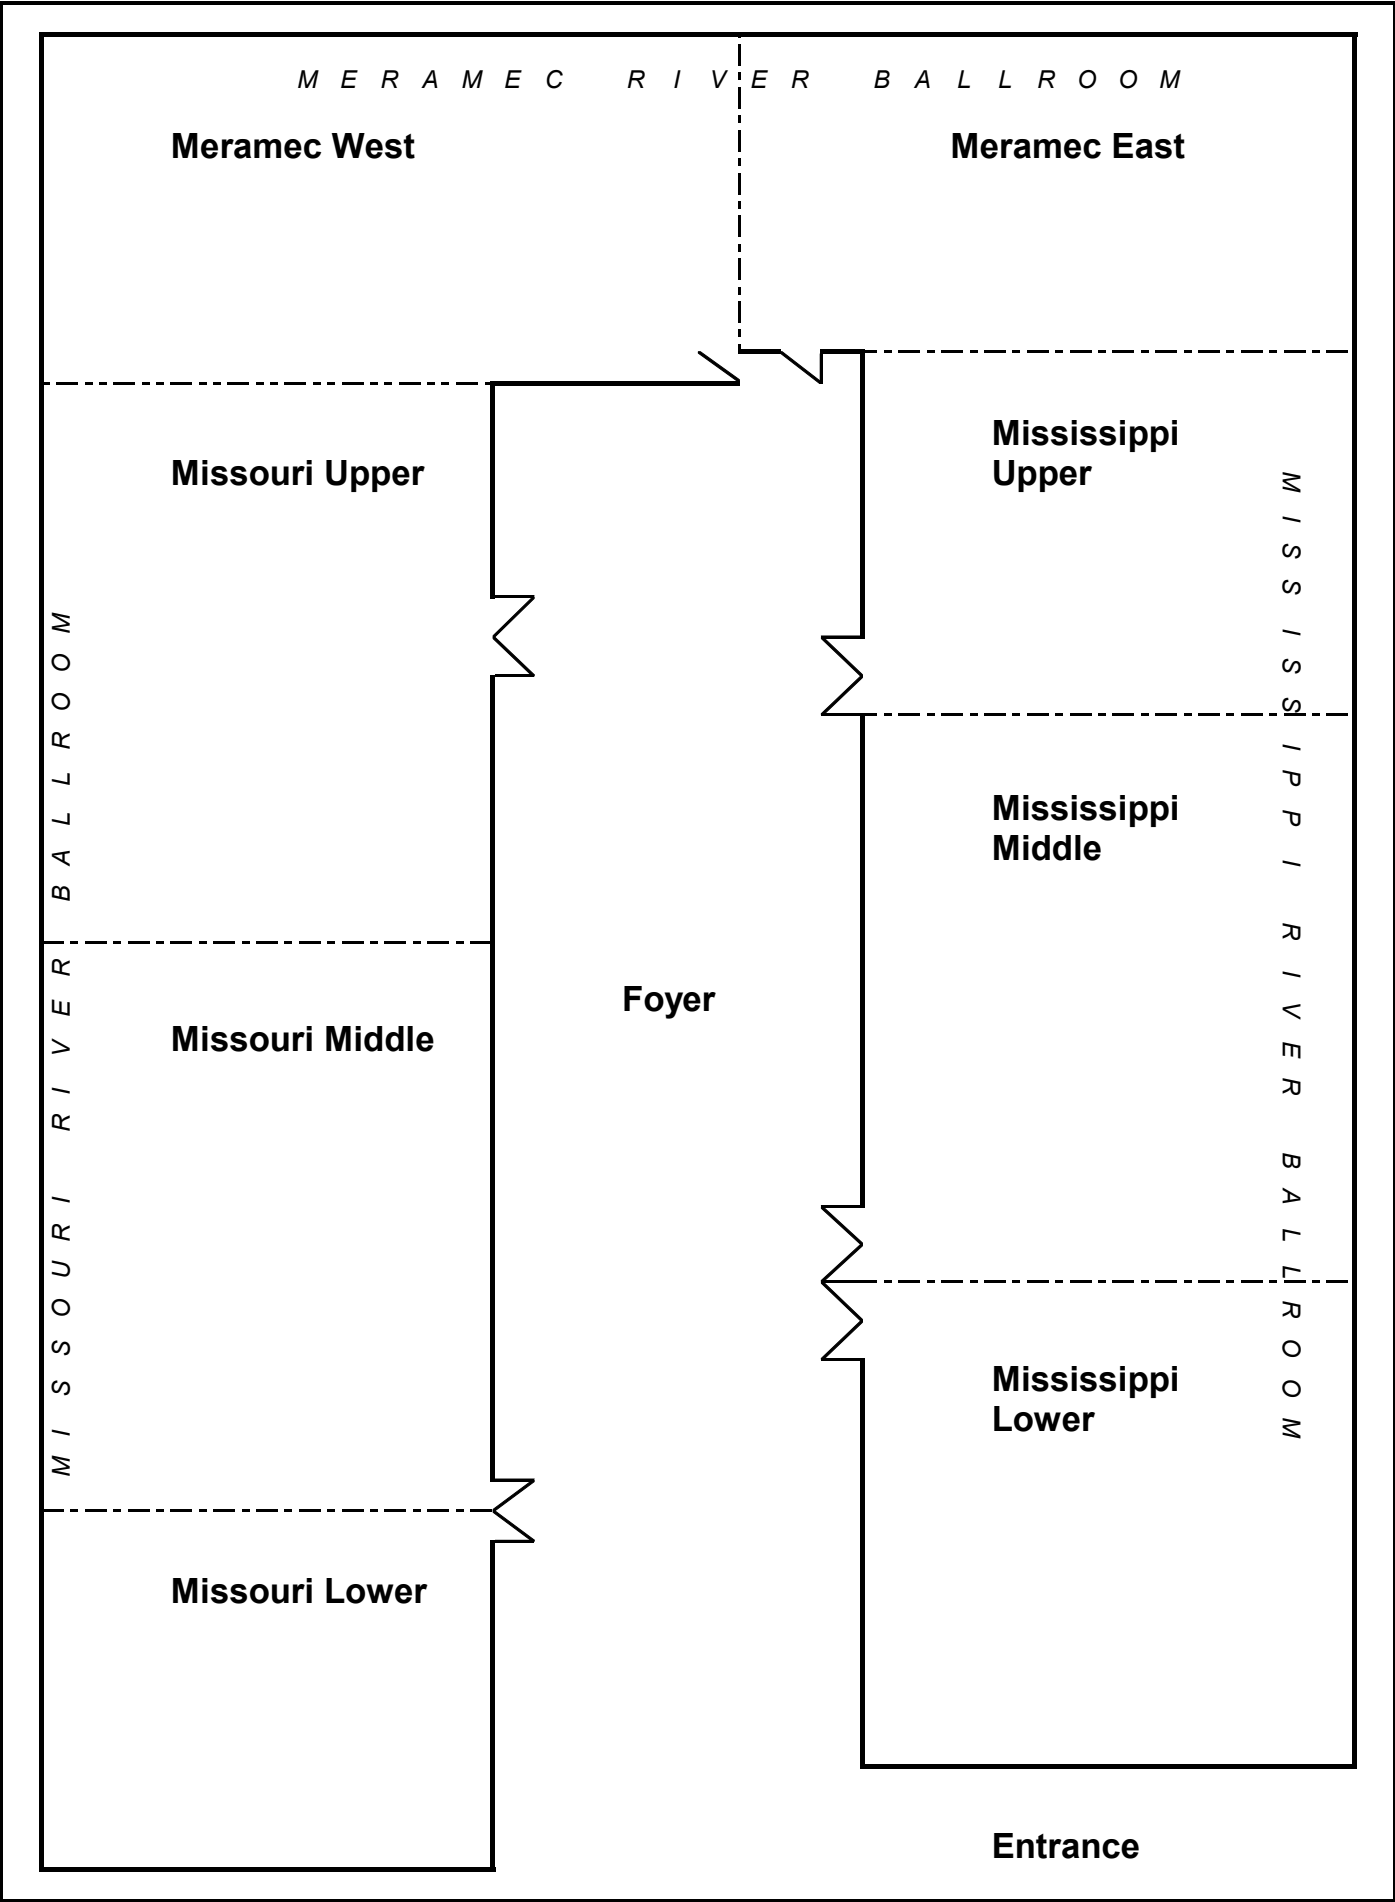 MERAMEC RIVER BALLROOM
Meramec West
Meramec East
Missouri Upper
Mississippi
Upper
MISSOURI RIVER BALLROOM
MISSISSIPPI RIVER BALLROOM
Mississippi
Middle
Foyer
Missouri Middle
Mississippi
Lower
Missouri Lower
Entrance